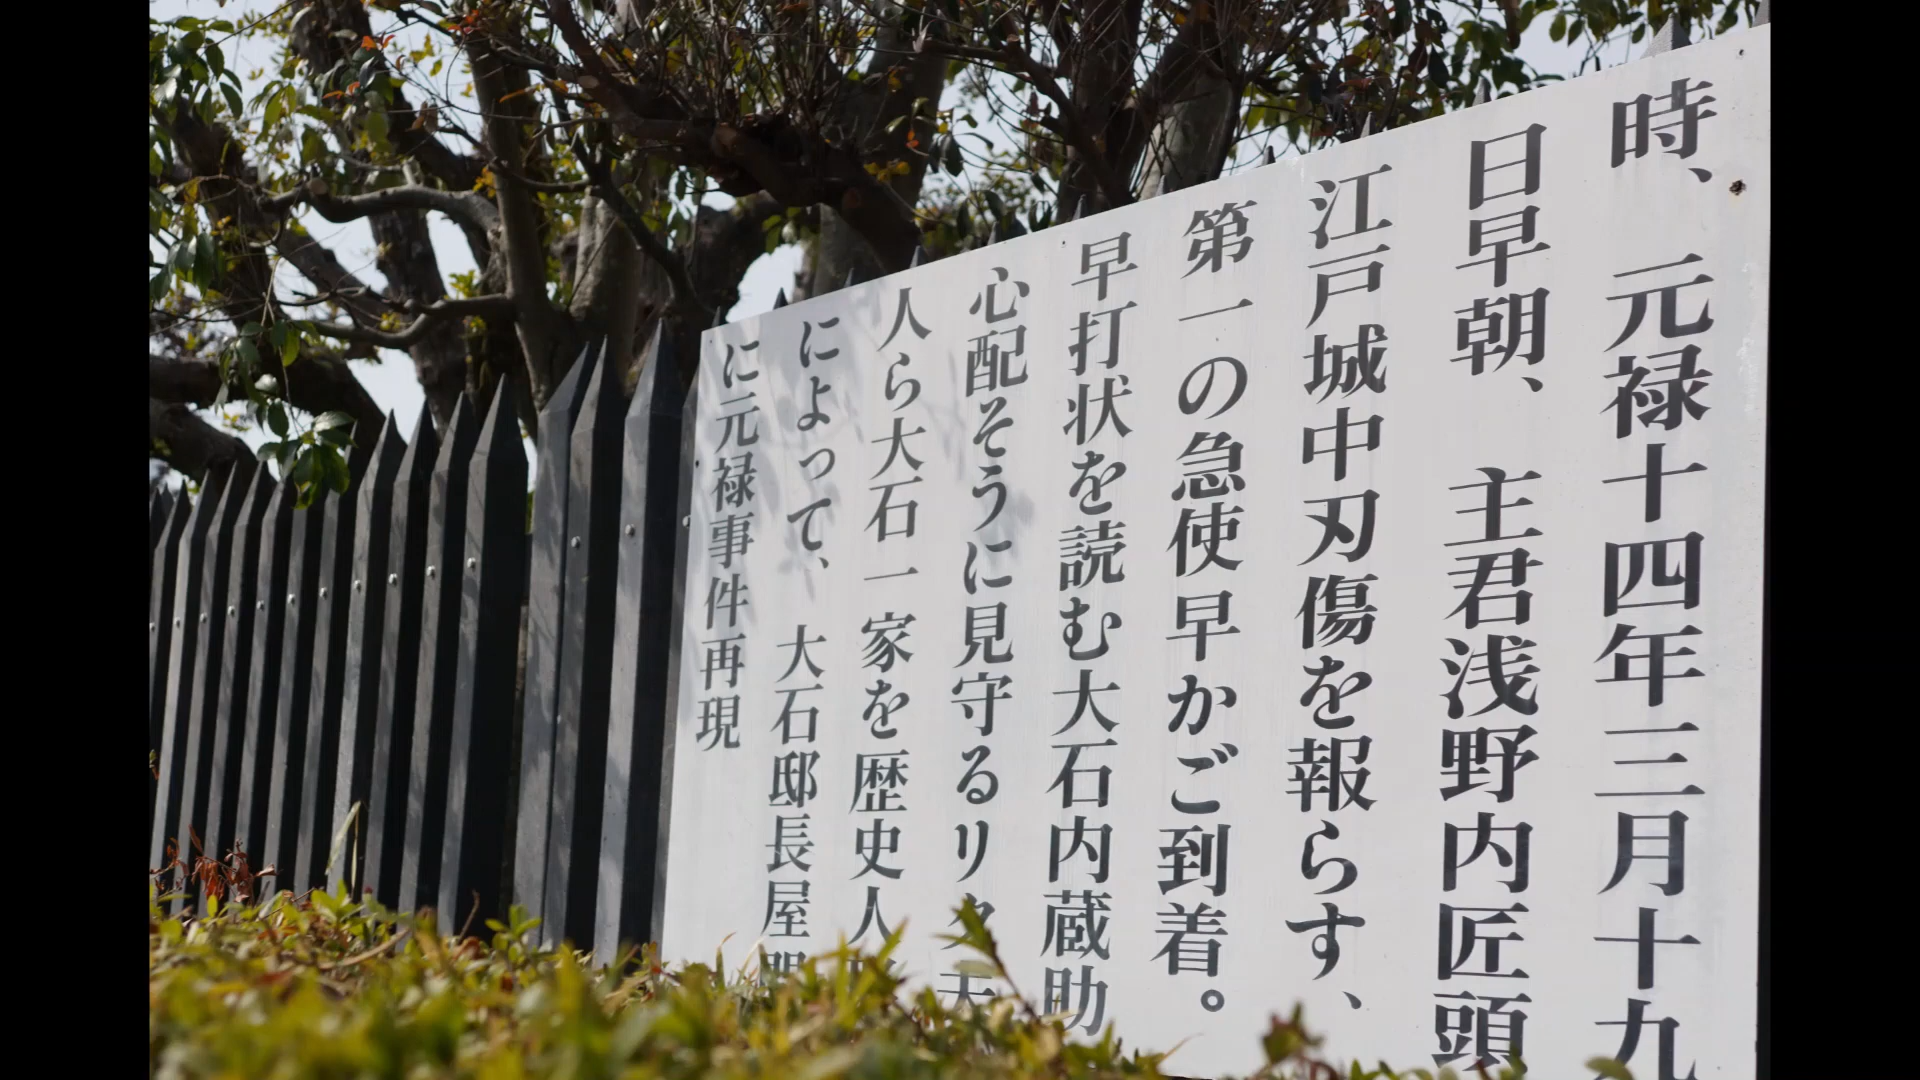 時、元禄十四年三月十九
日早朝、主君浅野内匠頭
江戸城中刃傷を報らす、
第一の急使早かご到着。
早打状を読む大石内蔵助
心配そうに見守るリク夫
人ら大石一家を歴史人形
によって、大石邸長屋門
に元禄事件再現